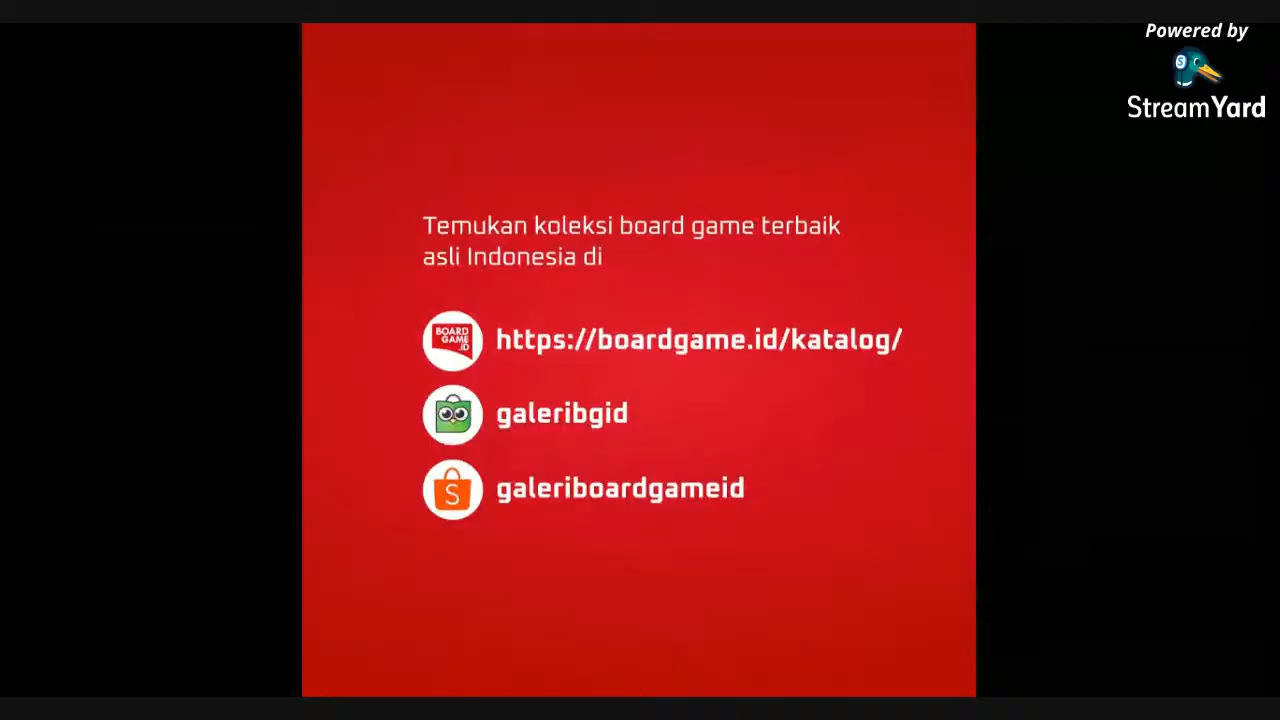 Powered by
StreamYard
Temukan koleksi board game terbaik
asli Indonesia di
BOARD
GAME
.ID
https://boardgame.id/katalog/
galeribgid
S
galeriboardgameid